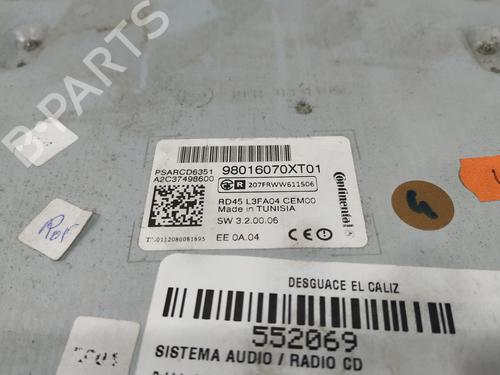 PSARCD6351
A2C37498600
98016070XT01
R 207FRWW611506
RD45 L3FA04 CEM00
Made in TUNISIA
SW 3.2.00.06
EE 0A.04
Continental
B-PARTS
DESGUACE EL CALIZ
552069
SISTEMA AUDIO / RADIO CD